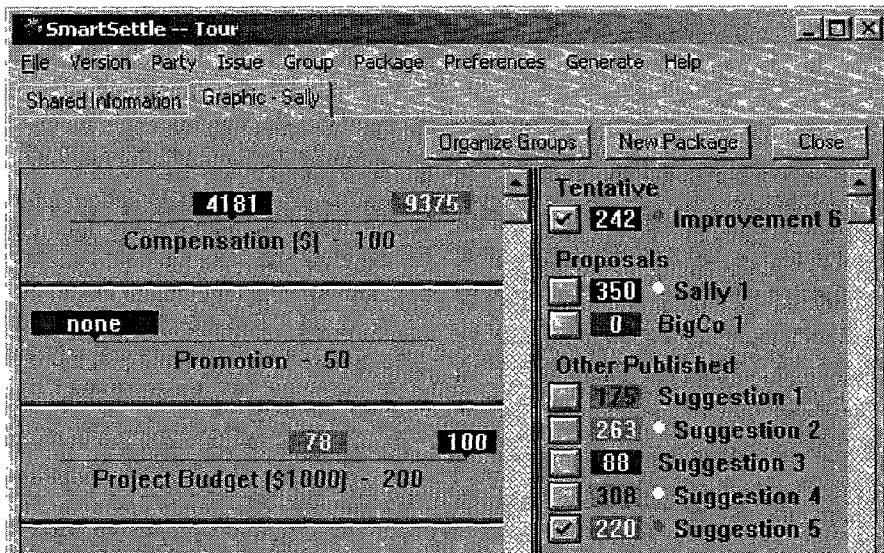 SmartSettle -- Tour
File Version Party Issue Group Package Preferences Generate Help
Shared Information Graphic - Sally
Organize Groups New Package Close
4181 9375
Compensation ($) - 100
none
Promotion - 50
78 100
Project Budget ($1000) - 200
Tentative
242 Improvement 6
Proposals
350 Sally 1
0 BigCo 1
Other Published
175 Suggestion 1
263 Suggestion 2
88 Suggestion 3
308 Suggestion 4
220 Suggestion 5